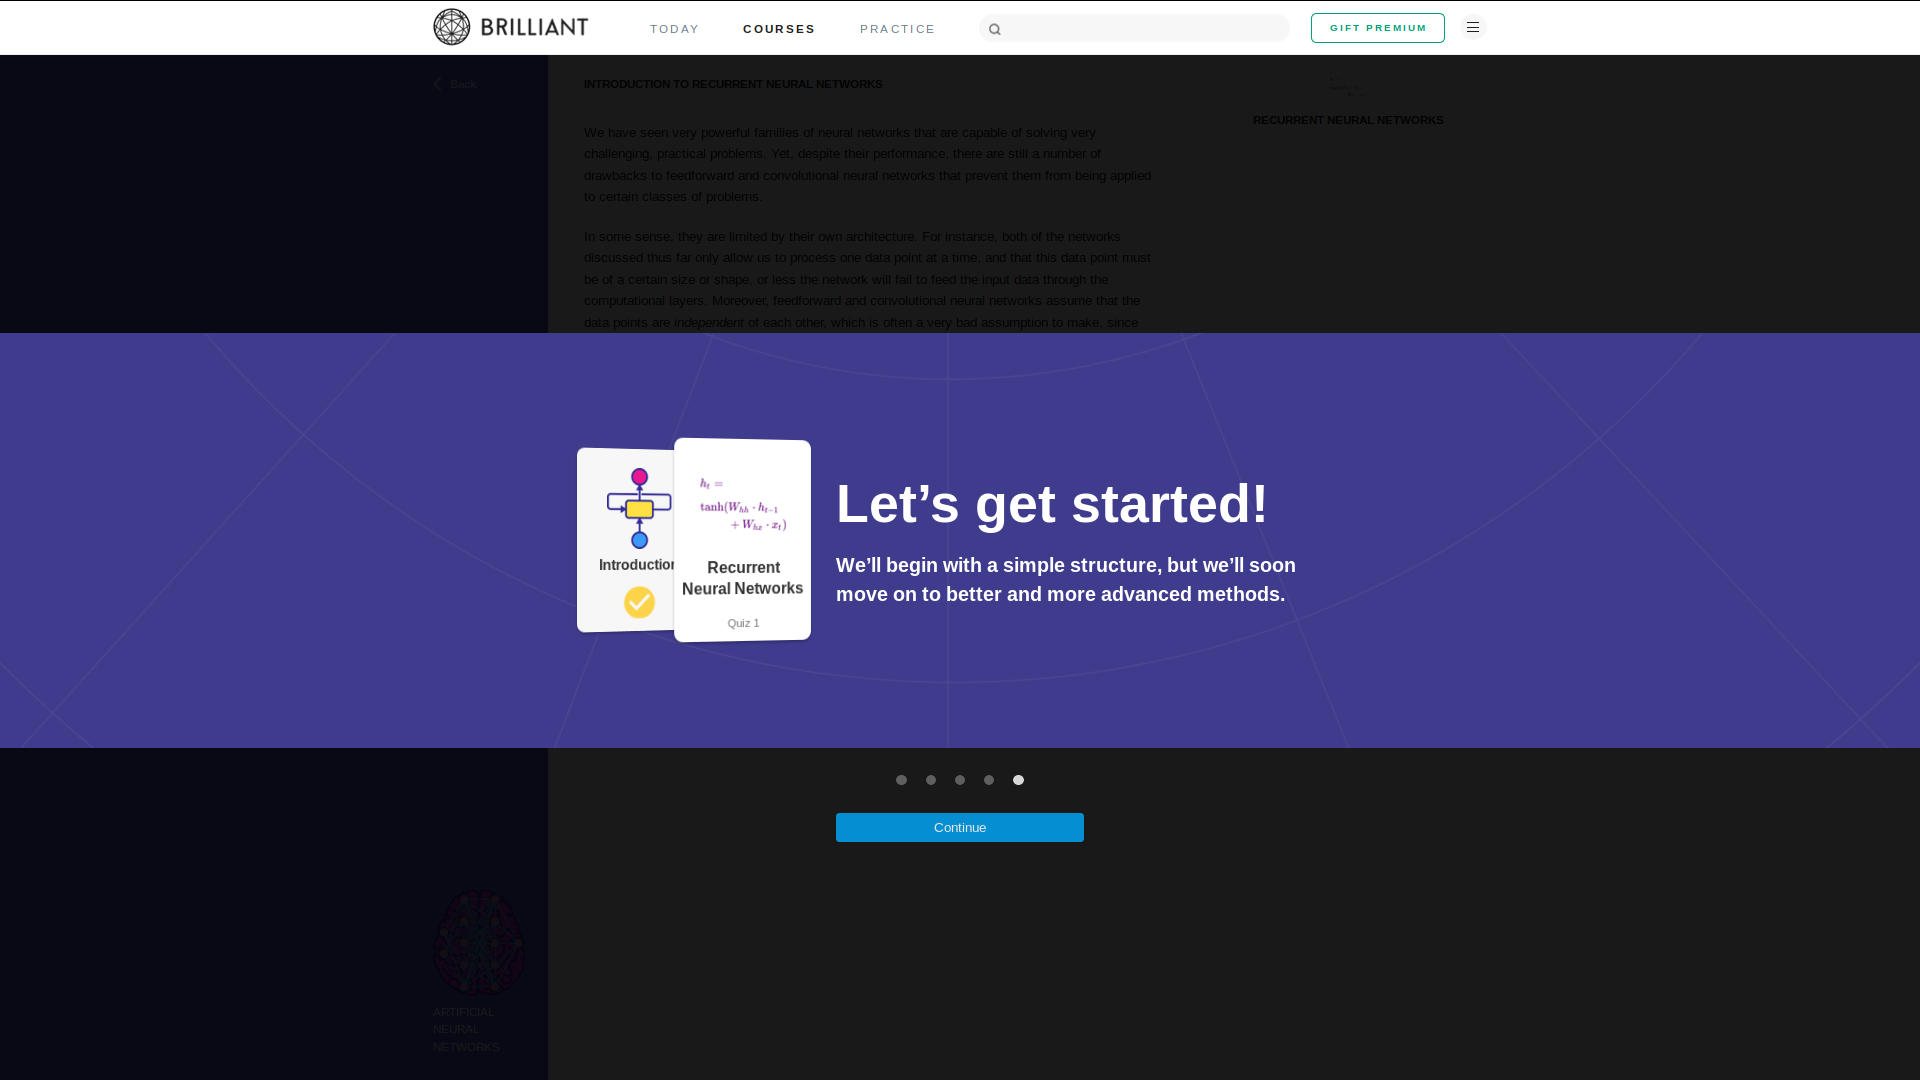 BRILLIANT
TODAY
COURSES
PRACTICE
GIFT PREMIUM
Back
INTRODUCTION TO RECURRENT NEURAL NETWORKS
RECURRENT NEURAL NETWORKS
We have seen very powerful families of neural networks that are capable of solving very
challenging, practical problems. Yet, despite their performance, there are still a number of
drawbacks to feedforward and convolutional neural networks that prevent them from being applied
to certain classes of problems.
In some sense, they are limited by their own architecture. For instance, both of the networks
discussed thus far only allow us to process one data point at a time, and that this data point must
be of a certain size or shape, or less the network will fail to feed the input data through the
computational layers. Moreover, feedforward and convolutional neural networks assume that the
data points are independent of each other, which is often a very bad assumption to make, since
Introduction
h_t =
tanh(W_hh · h_t−1
+ W_hx · x_t)
Recurrent
Neural Networks
Quiz 1
Let’s get started!
We’ll begin with a simple structure, but we’ll soon
move on to better and more advanced methods.
Continue
ARTIFICIAL
NEURAL
NETWORKS